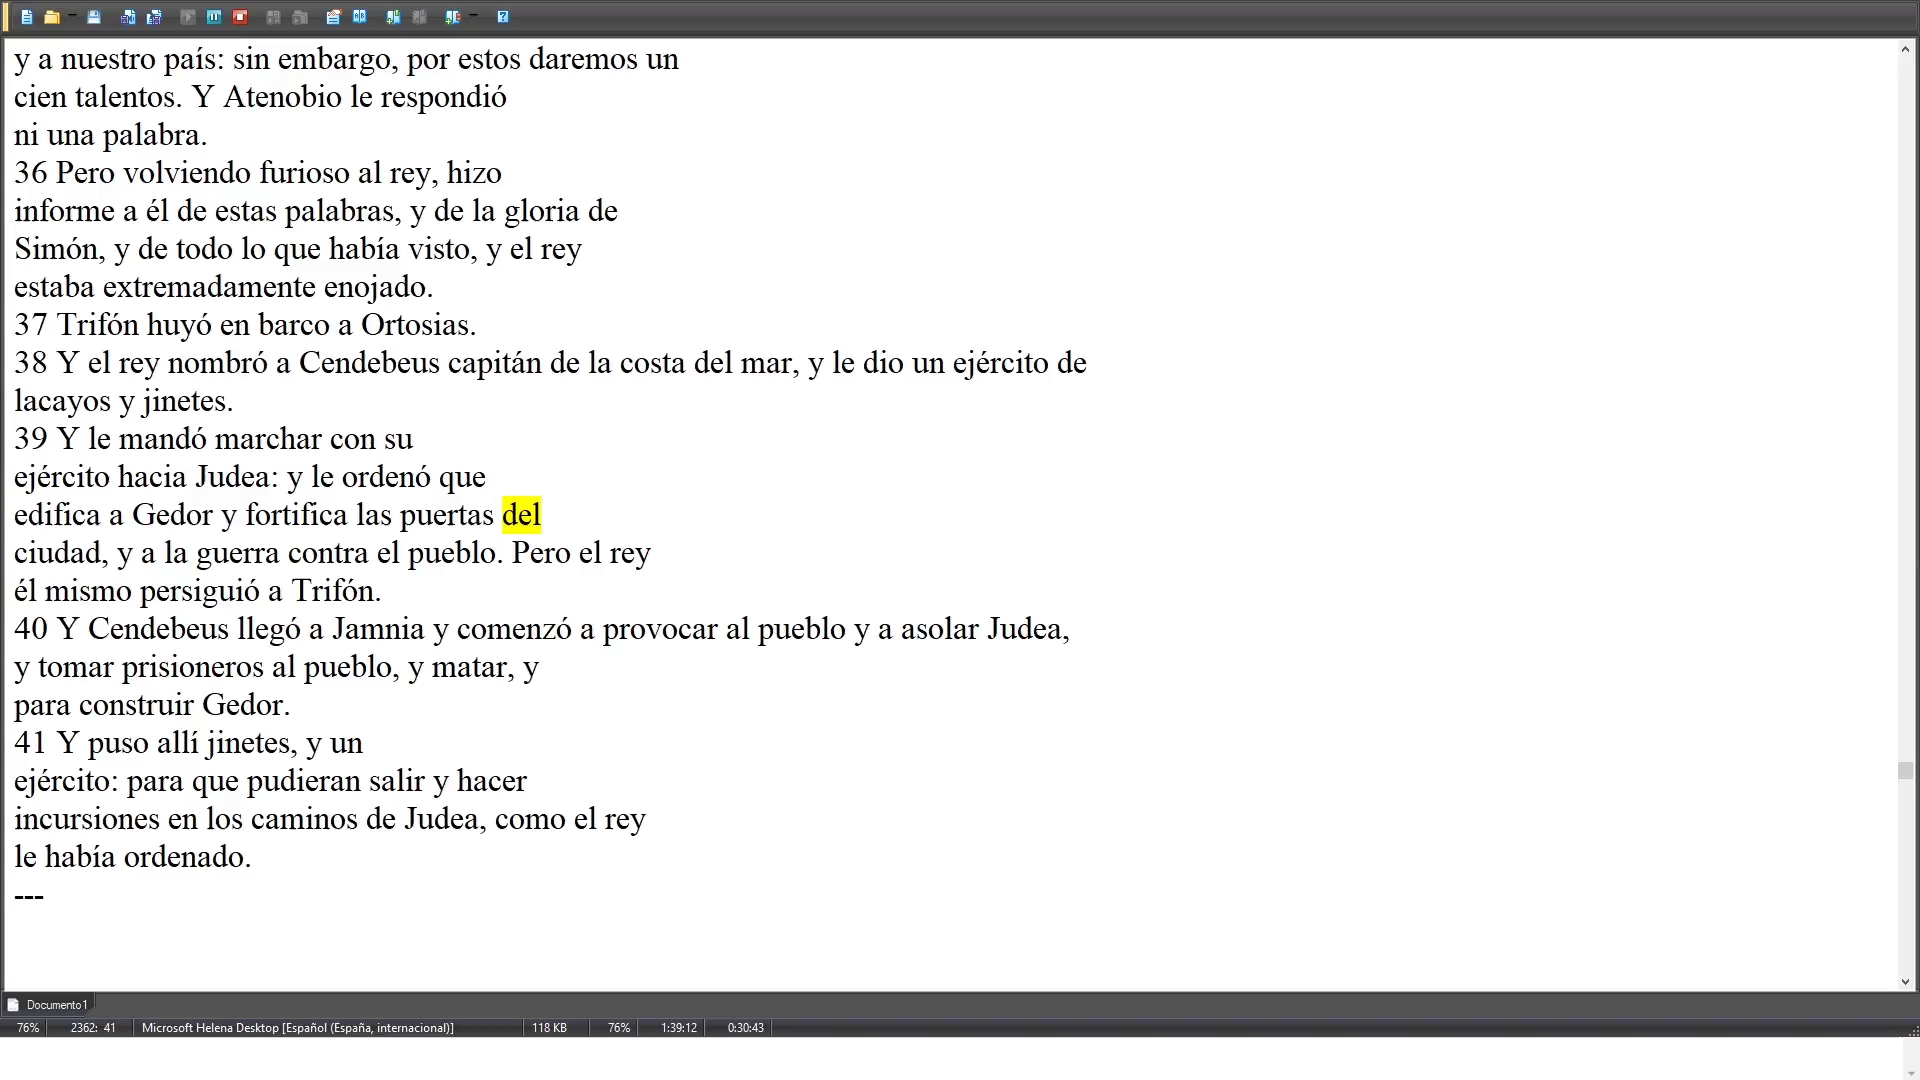 y a nuestro país: sin embargo, por estos daremos un
cien talentos. Y Atenobio le respondió
ni una palabra.
36 Pero volviendo furioso al rey, hizo
informe a él de estas palabras, y de la gloria de
Simón, y de todo lo que había visto, y el rey
estaba extremadamente enojado.
37 Trifón huyó en barco a Ortosias.
38 Y el rey nombró a Cendebeus capitán de la costa del mar, y le dio un ejército de
lacayos y jinetes.
39 Y le mandó marchar con su
ejército hacia Judea: y le ordenó que
edifica a Gedor y fortifica las puertas del
ciudad, y a la guerra contra el pueblo. Pero el rey
él mismo persiguió a Trifón.
40 Y Cendebeus llegó a Jamnia y comenzó a provocar al pueblo y a asolar Judea,
y tomar prisioneros al pueblo, y matar, y
para construir Gedor.
41 Y puso allí jinetes, y un
ejército: para que pudieran salir y hacer
incursiones en los caminos de Judea, como el rey
le había ordenado.
---
Documento1
76% 2362: 41 Microsoft Helena Desktop [Español (España, internacional)] 118 KB 76% 1:39:12 0:30:43